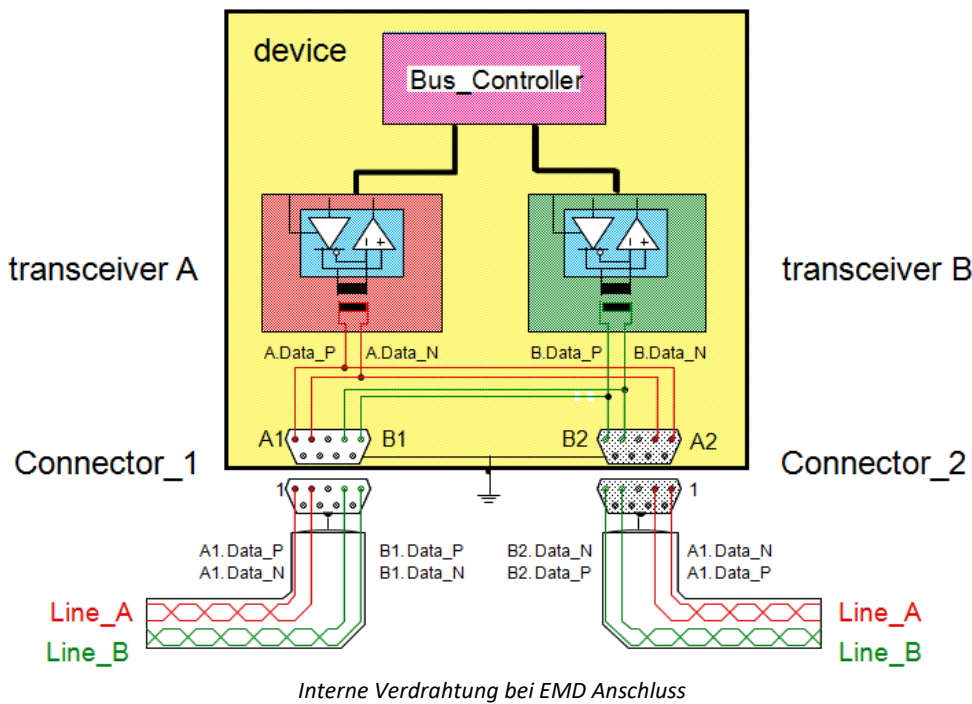 device
Bus_Controller
transceiver A
transceiver B
A.Data_P
A.Data_N
B.Data_P
B.Data_N
A1
B1
B2
A2
Connector_1
Connector_2
1
1
A1.Data_P
A1.Data_N
B1.Data_P
B1.Data_N
B2.Data_N
B2.Data_P
A1.Data_N
A1.Data_P
Line_A
Line_B
Line_A
Line_B
Interne Verdrahtung bei EMD Anschluss